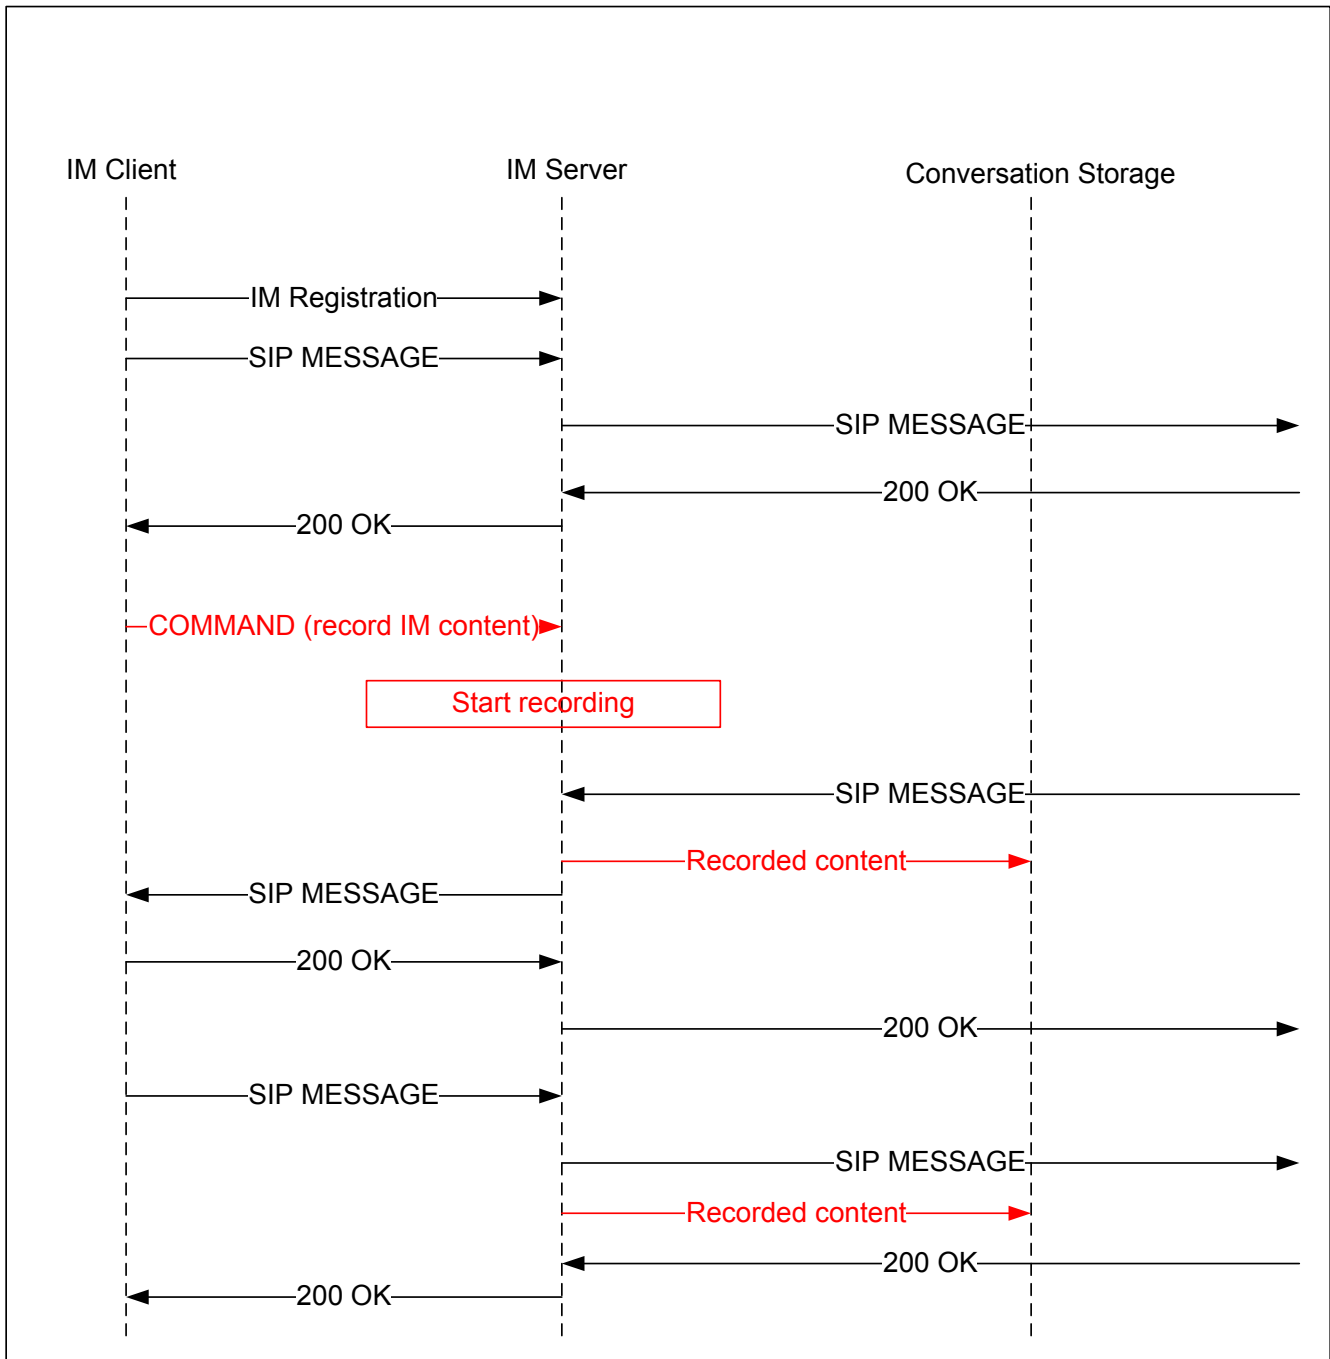 IM Client
IM Server
Conversation Storage
IM Registration
SIP MESSAGE
SIP MESSAGE
200 OK
200 OK
COMMAND (record IM content)
Start recording
SIP MESSAGE
Recorded content
SIP MESSAGE
200 OK
200 OK
SIP MESSAGE
SIP MESSAGE
Recorded content
200 OK
200 OK